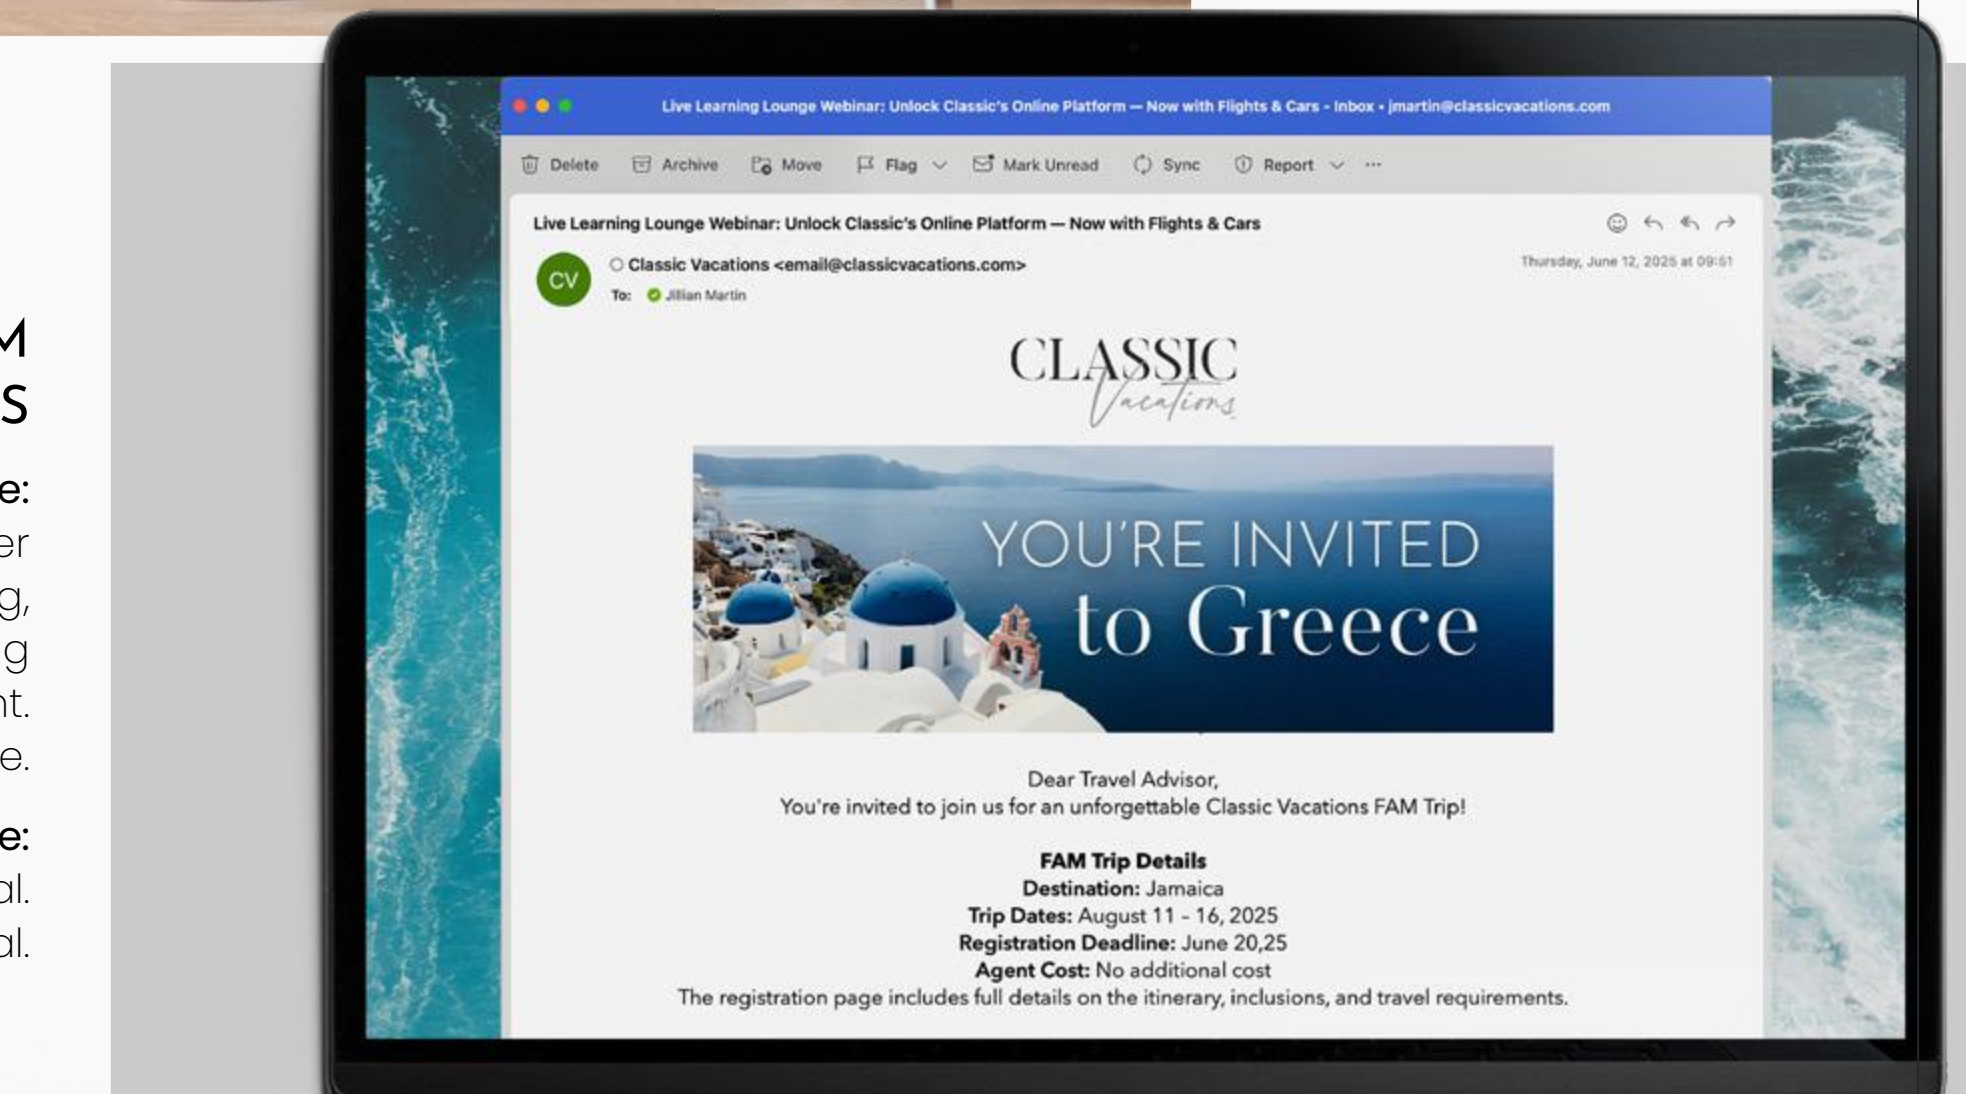 M
S
e:
er
g,
g
nt.
e.
e:
al.
al.
Live Learning Lounge Webinar: Unlock Classic's Online Platform — Now with Flights & Cars - Inbox • jmartin@classicvacations.com
Delete Archive Move Flag Mark Unread Sync Report ...
Live Learning Lounge Webinar: Unlock Classic's Online Platform — Now with Flights & Cars
CV
Classic Vacations <email@classicvacations.com>
Thursday, June 12, 2025 at 09:51
To: Jillian Martin
CLASSIC
Vacations
YOU'RE INVITED
to Greece
Dear Travel Advisor,
You're invited to join us for an unforgettable Classic Vacations FAM Trip!
FAM Trip Details
Destination: Jamaica
Trip Dates: August 11 - 16, 2025
Registration Deadline: June 20,25
Agent Cost: No additional cost
The registration page includes full details on the itinerary, inclusions, and travel requirements.